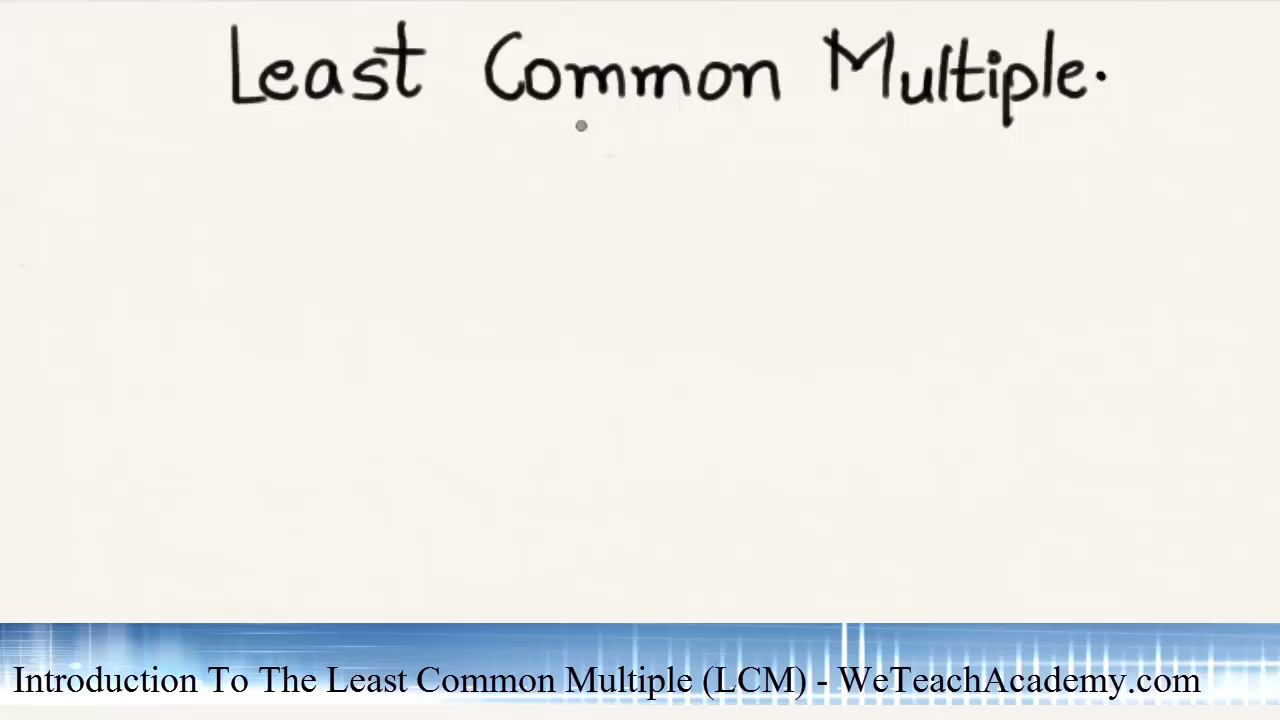 Least Common Multiple.
Introduction To The Least Common Multiple (LCM) - WeTeachAcademy.com